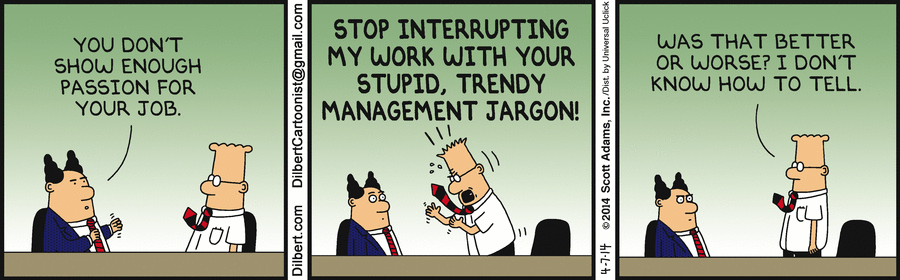 YOU DON'T
SHOW ENOUGH
PASSION FOR
YOUR JOB.
Dilbert.com DilbertCartoonist@gmail.com
STOP INTERRUPTING
MY WORK WITH YOUR
STUPID, TRENDY
MANAGEMENT JARGON!
4-7-14 ©2014 Scott Adams, Inc. /Dist. by Universal Uclick
WAS THAT BETTER
OR WORSE? I DON'T
KNOW HOW TO TELL.